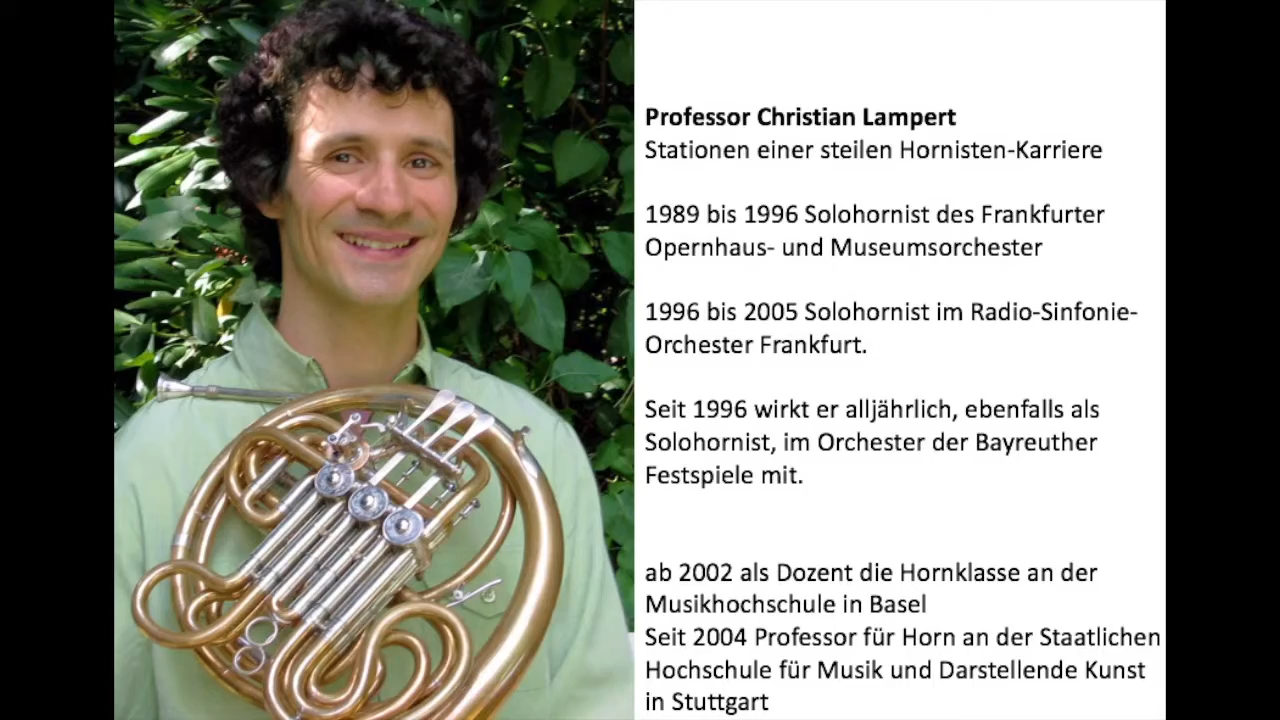 Professor Christian Lampert
Stationen einer steilen Hornisten-Karriere
1989 bis 1996 Solohornist des Frankfurter
Opernhaus- und Museumsorchester
1996 bis 2005 Solohornist im Radio-Sinfonie-
Orchester Frankfurt.
Seit 1996 wirkt er alljährlich, ebenfalls als
Solohornist, im Orchester der Bayreuther
Festspiele mit.
ab 2002 als Dozent die Hornklasse an der
Musikhochschule in Basel
Seit 2004 Professor für Horn an der Staatlichen
Hochschule für Musik und Darstellende Kunst
in Stuttgart